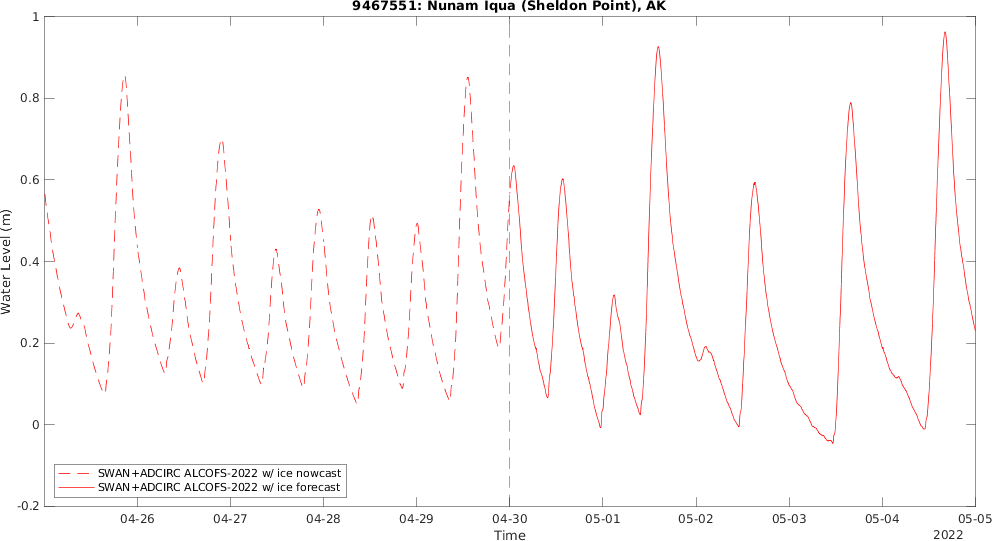 9467551: Nunam Iqua (Sheldon Point), AK
1
0.8
0.6
0.4
0.2
0
-0.2
Water Level (m)
SWAN+ADCIRC ALCOFS-2022 w/ ice nowcast
SWAN+ADCIRC ALCOFS-2022 w/ ice forecast
04-26 04-27 04-28 04-29 04-30 05-01 05-02 05-03 05-04 05-05
Time
2022